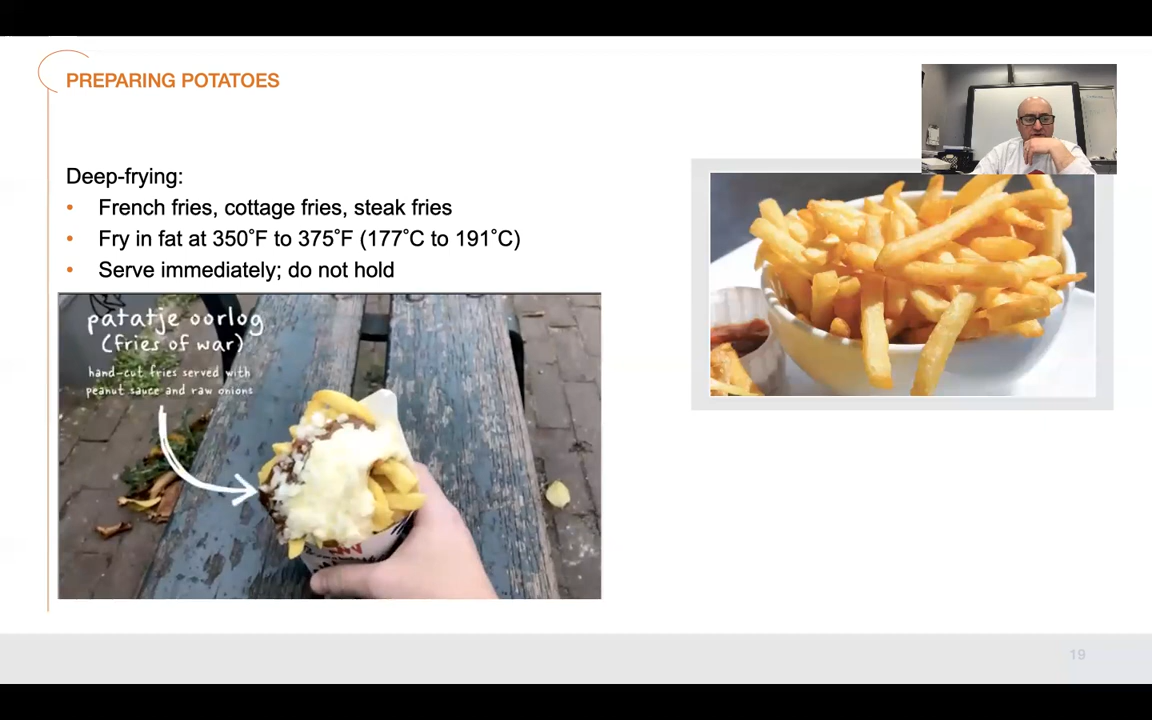 PREPARING POTATOES
Deep-frying:
• French fries, cottage fries, steak fries
• Fry in fat at 350˚F to 375˚F (177˚C to 191˚C)
• Serve immediately; do not hold
patatje oorlog
(fries of war)
hand-cut fries served with
peanut sauce and raw onions
19